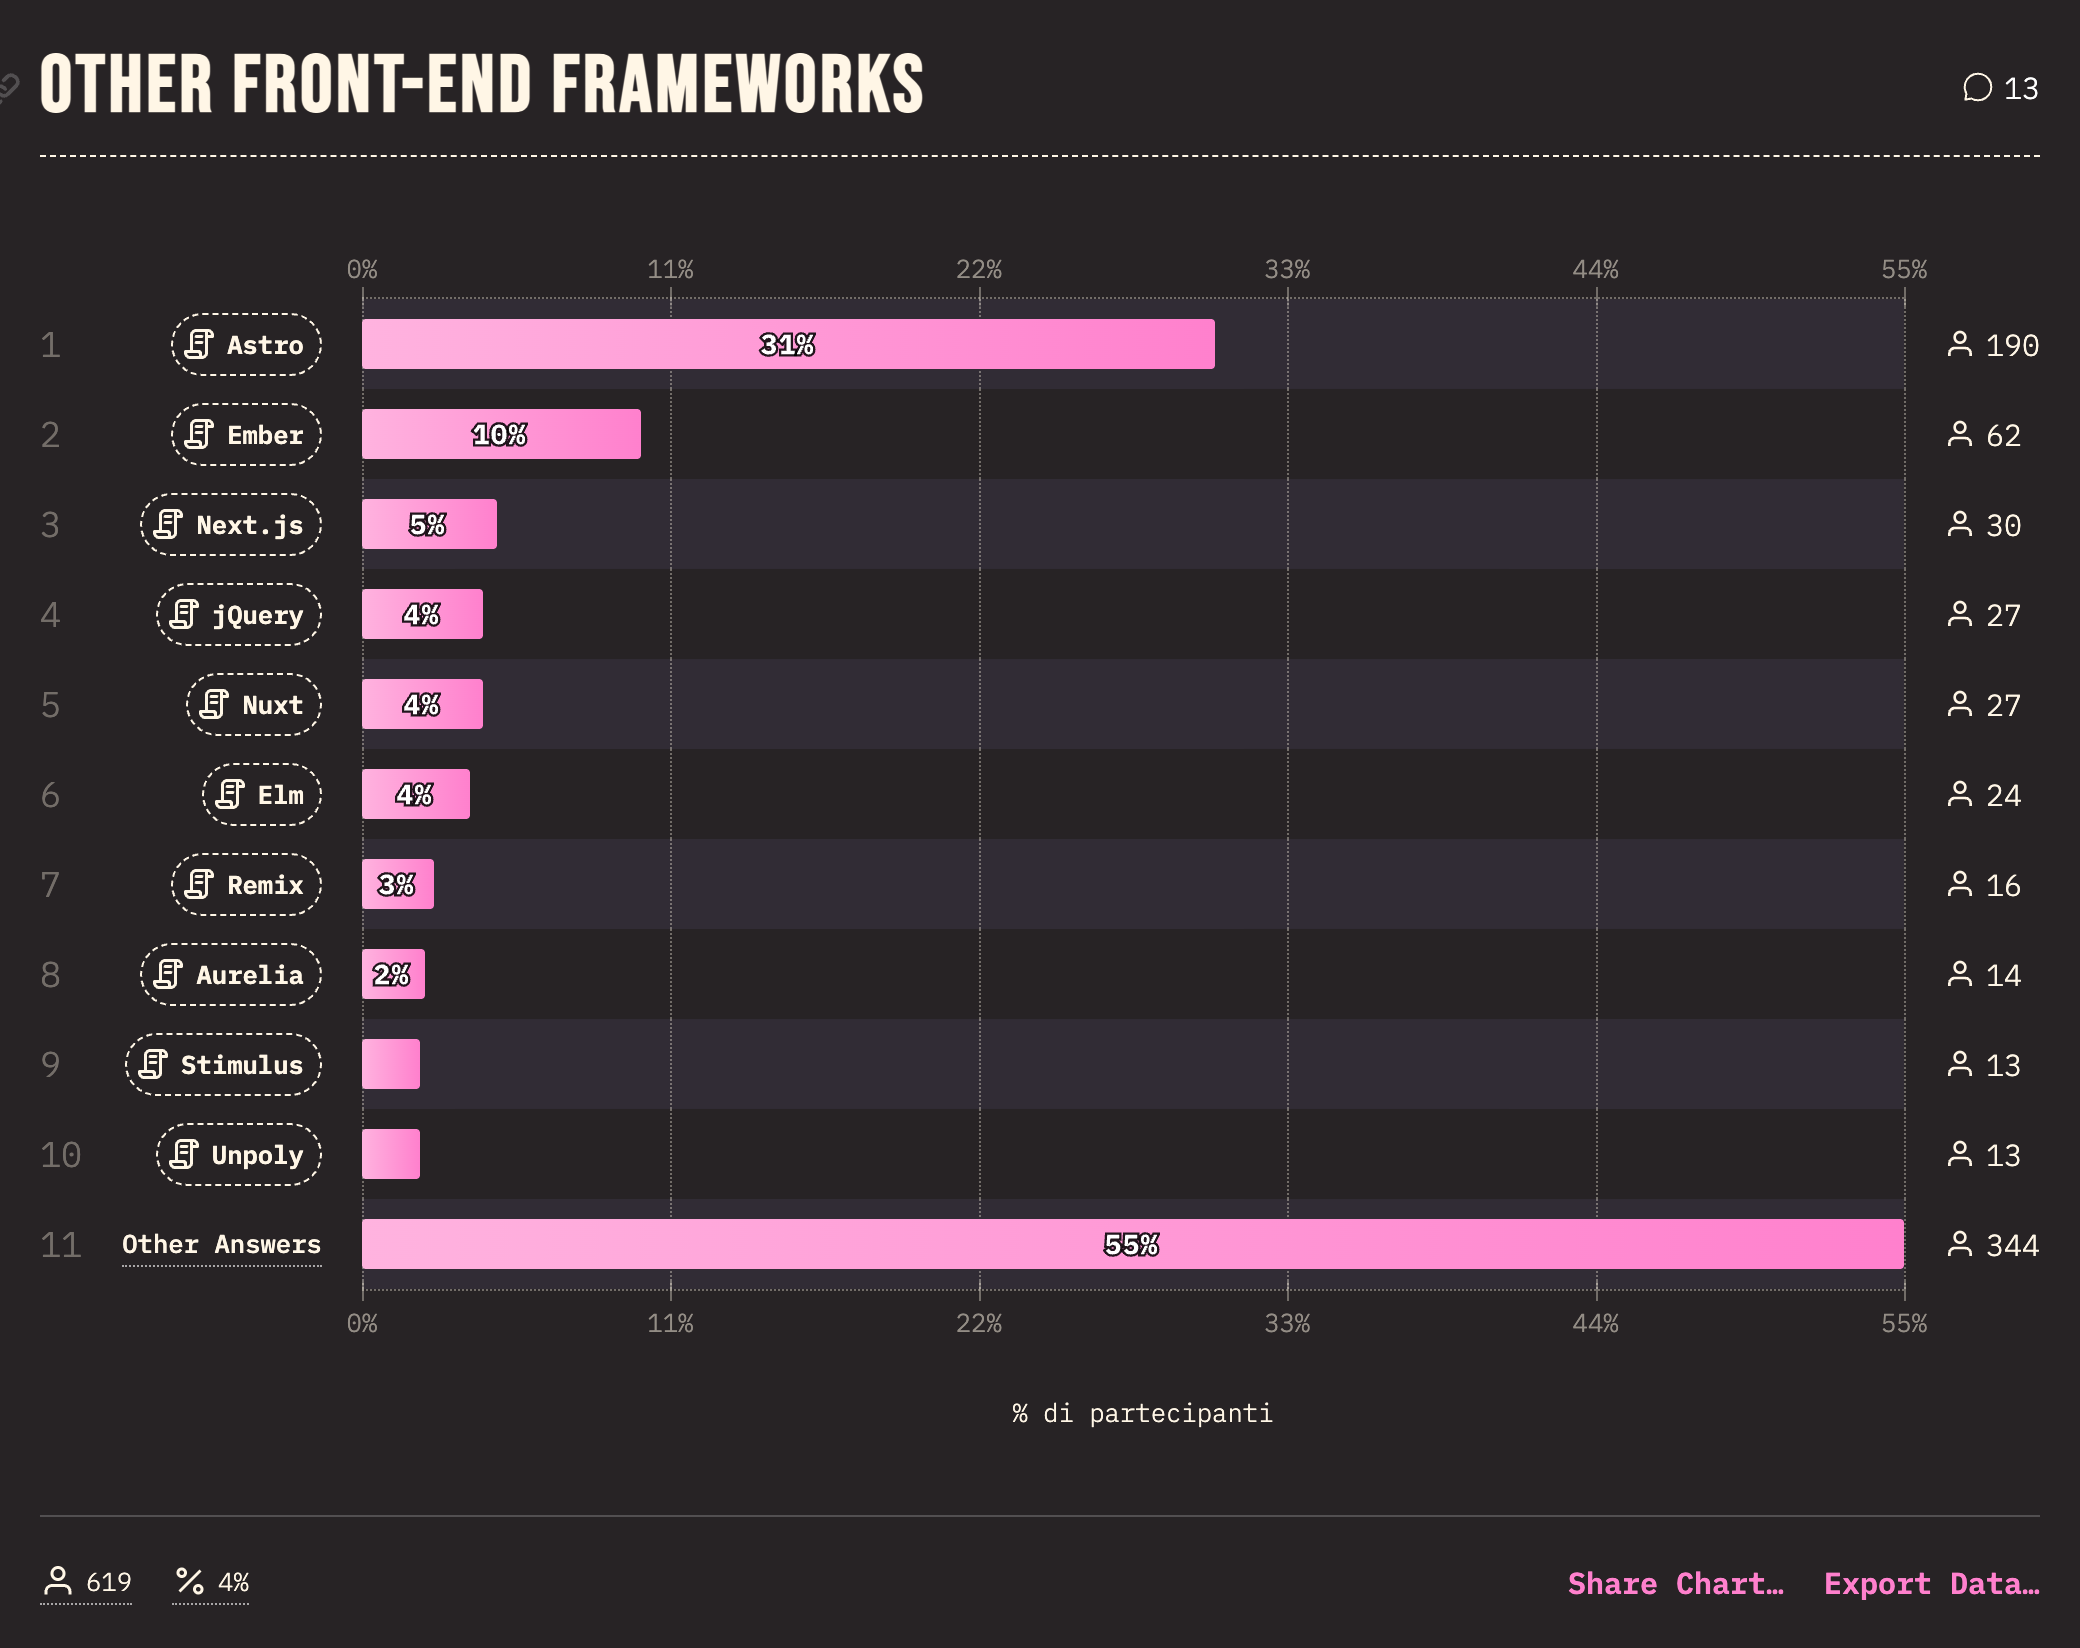 OTHER FRONT-END FRAMEWORKS
13
0% 11% 22% 33% 44% 55%
1 Astro 31% 190
2 Ember 10% 62
3 Next.js 5% 30
4 jQuery 4% 27
5 Nuxt 4% 27
6 Elm 4% 24
7 Remix 3% 16
8 Aurelia 2% 14
9 Stimulus 13
10 Unpoly 13
11 Other Answers 55% 344
0% 11% 22% 33% 44% 55%
% di partecipanti
619 4% Share Chart… Export Data…